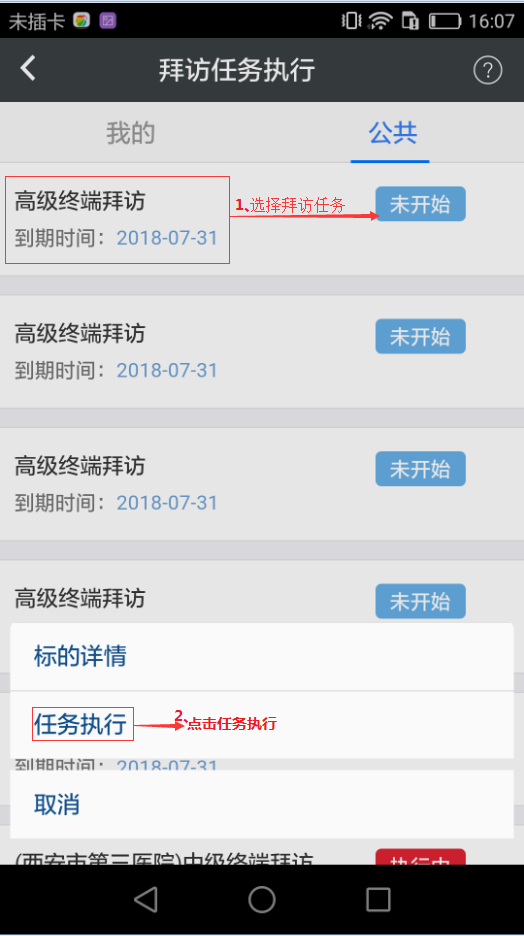 未插卡 16:07
拜访任务执行 ?
我的 公共
高级终端拜访 未开始
1、选择拜访任务
到期时间：2018-07-31
高级终端拜访 未开始
到期时间：2018-07-31
高级终端拜访 未开始
到期时间：2018-07-31
高级终端拜访 未开始
标的详情
任务执行 2、点击任务执行
到期时间：2018-07-31
取消
(西安市第三医院)中级终端拜访 执行中